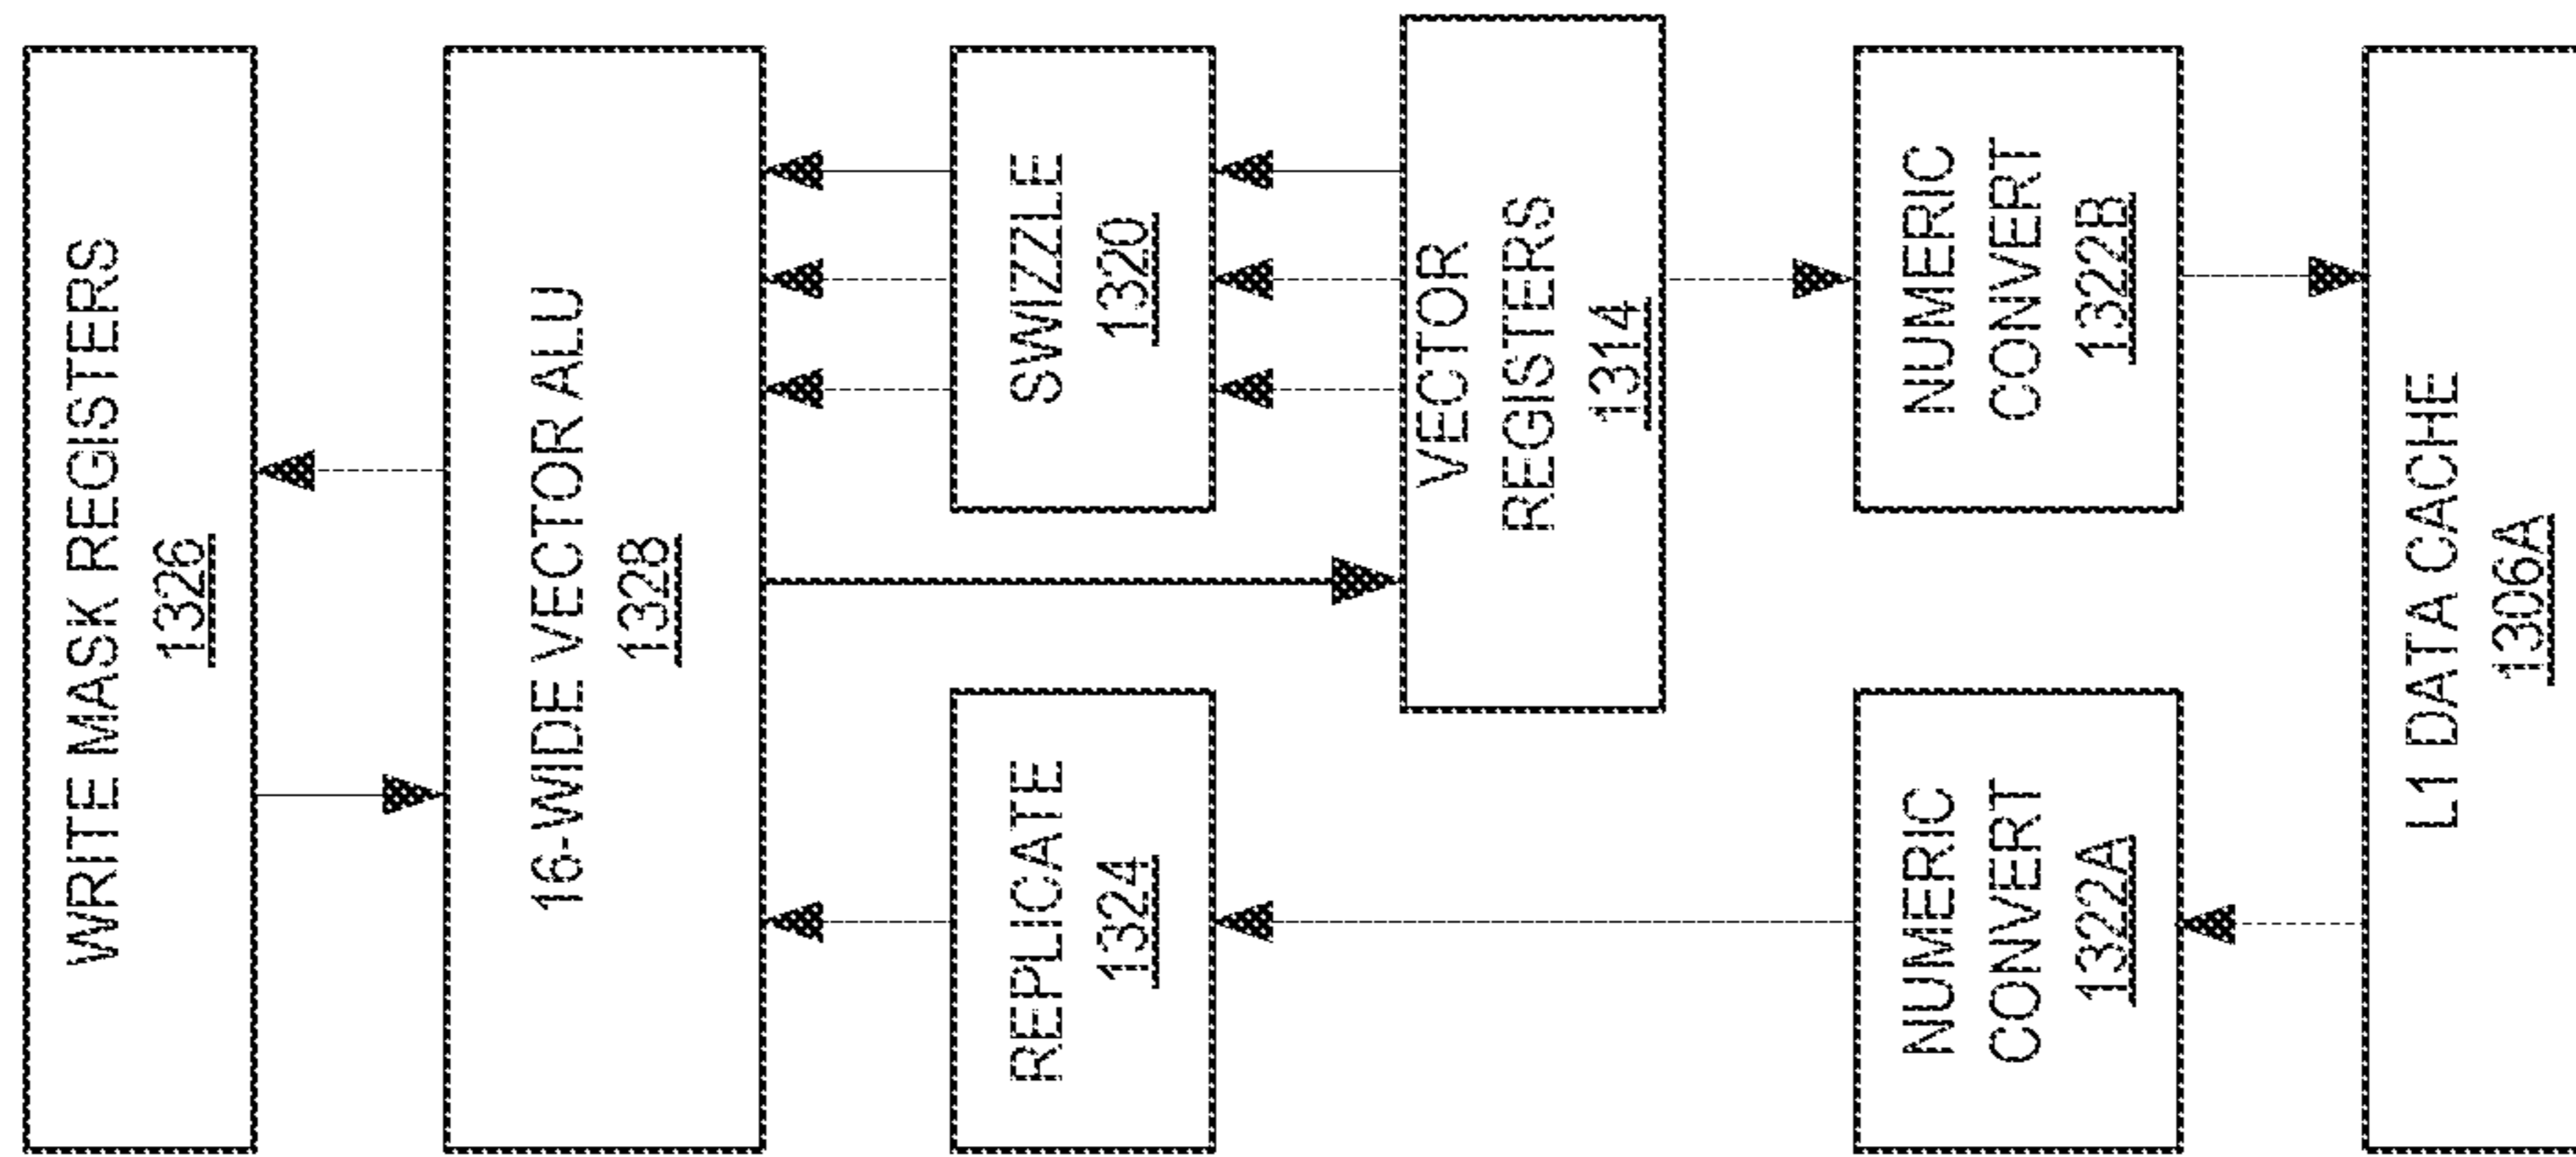 WRITE MASK REGISTERS
1326
16-WIDE VECTOR ALU
1328
REPLICATE
1324
SWIZZLE
1320
VECTOR
REGISTERS
1314
NUMERIC
CONVERT
1322A
NUMERIC
CONVERT
1322B
L1 DATA CACHE
1306A